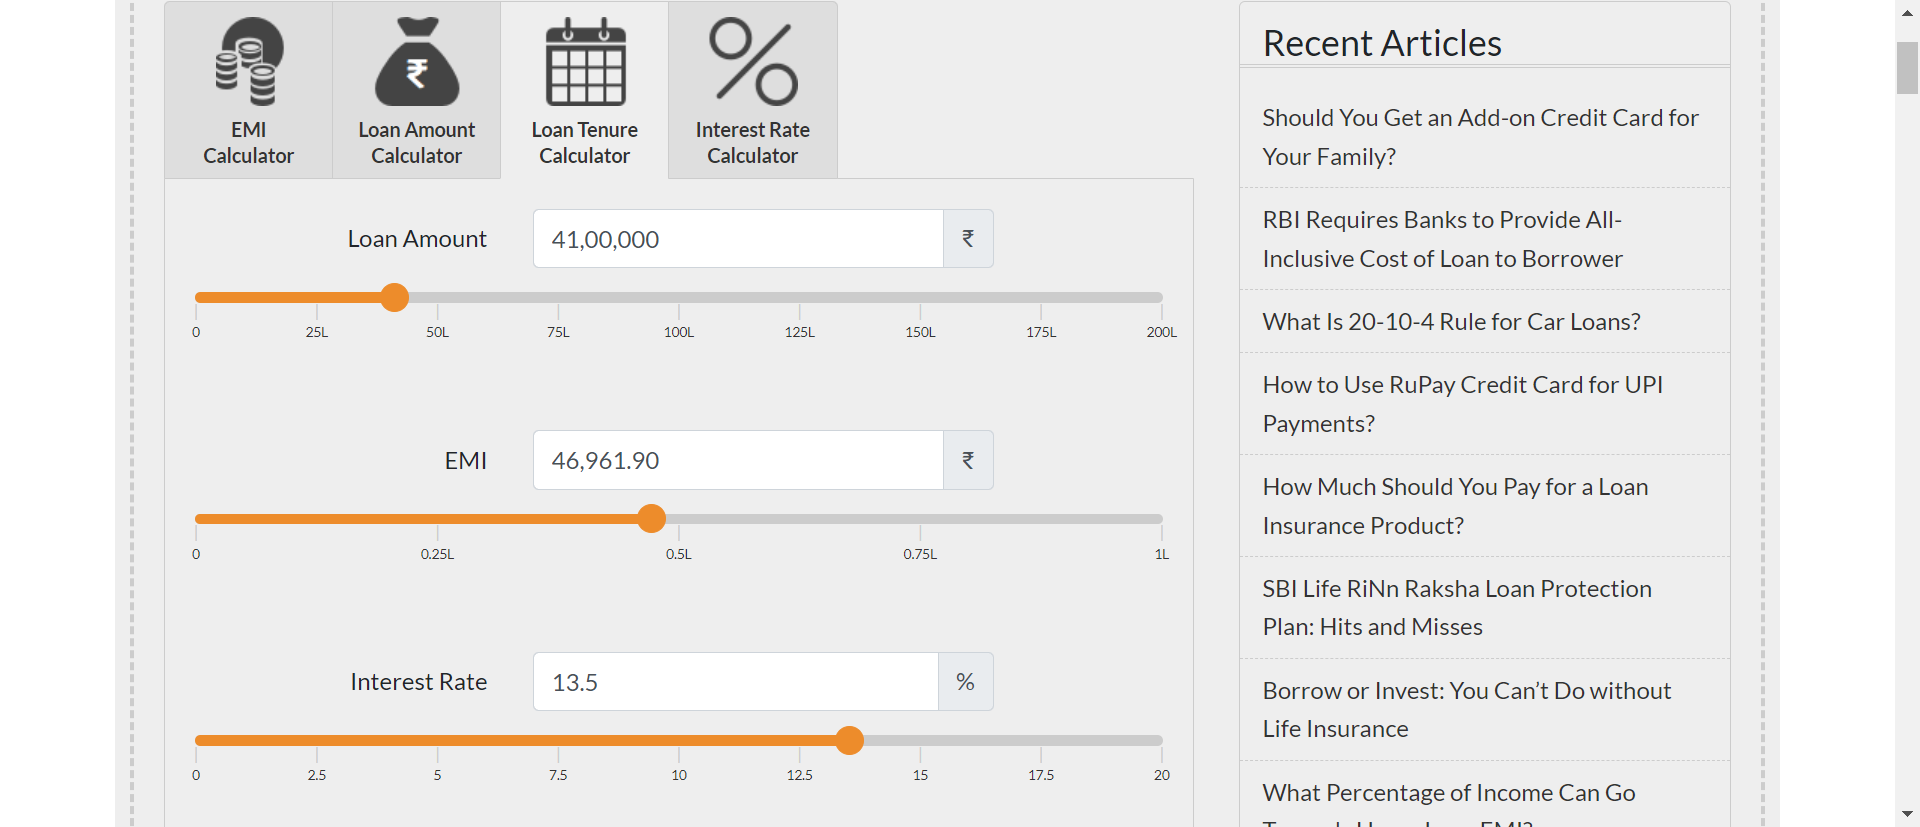 EMI
Calculator
Loan Amount
Calculator
Loan Tenure
Calculator
Interest Rate
Calculator
Loan Amount
41,00,000
₹
0 25L 50L 75L 100L 125L 150L 175L 200L
EMI
46,961.90
₹
0 0.25L 0.5L 0.75L 1L
Interest Rate
13.5
%
0 2.5 5 7.5 10 12.5 15 17.5 20
Recent Articles
Should You Get an Add-on Credit Card for
Your Family?
RBI Requires Banks to Provide All-
Inclusive Cost of Loan to Borrower
What Is 20-10-4 Rule for Car Loans?
How to Use RuPay Credit Card for UPI
Payments?
How Much Should You Pay for a Loan
Insurance Product?
SBI Life RiNn Raksha Loan Protection
Plan: Hits and Misses
Borrow or Invest: You Can’t Do without
Life Insurance
What Percentage of Income Can Go